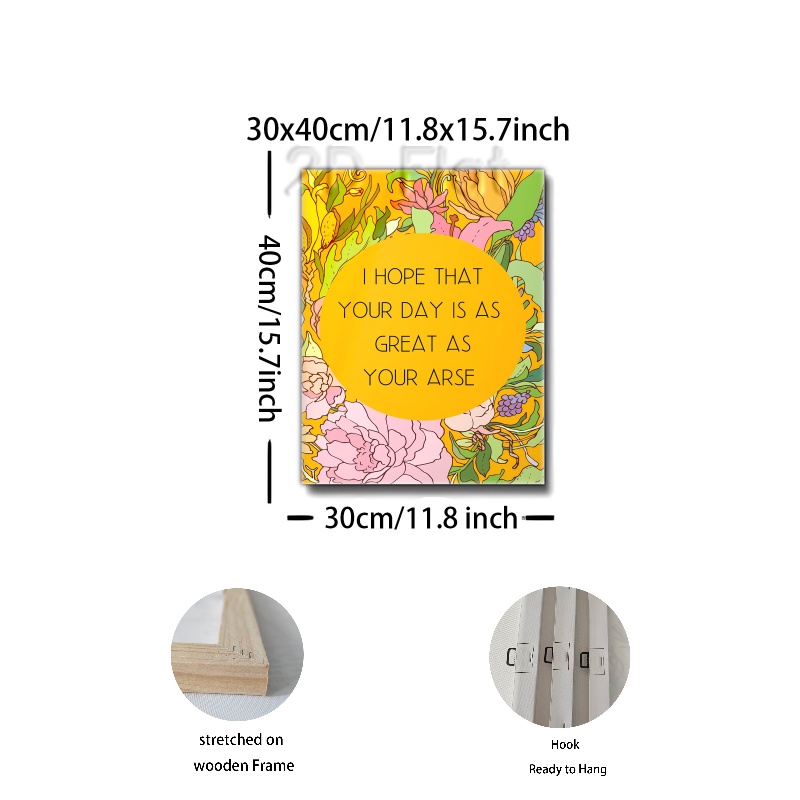 30x40cm/11.8x15.7inch
40cm/15.7inch
I HOPE THAT
YOUR DAY IS AS
GREAT AS
YOUR ARSE
30cm/11.8 inch
stretched on
wooden Frame
Hook
Ready to Hang